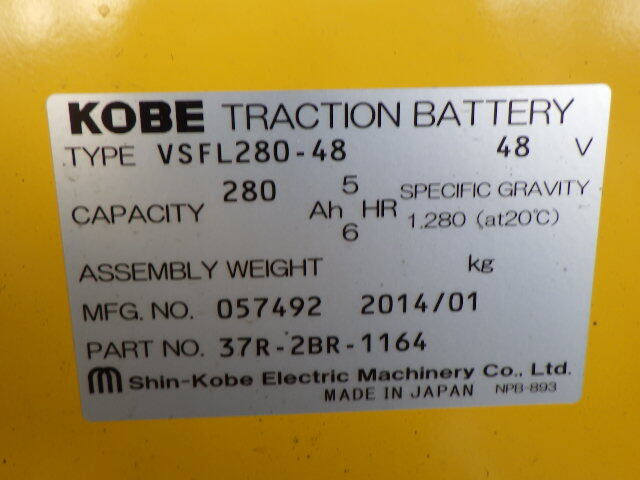 KOBE TRACTION BATTERY
TYPE VSFL280-48 48 V
CAPACITY 280 Ah 5 HR SPECIFIC GRAVITY
6 1.280 (at20℃)
ASSEMBLY WEIGHT kg
MFG. NO. 057492 2014/01
PART NO. 37R-2BR-1164
Shin-Kobe Electric Machinery Co., Ltd.
MADE IN JAPAN NPB-893